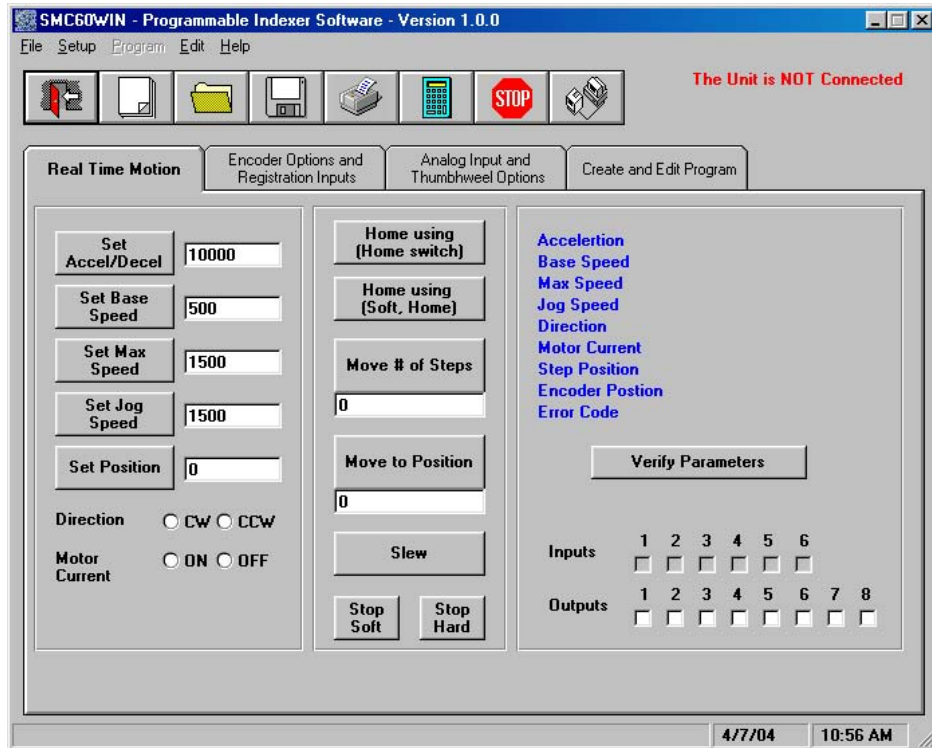 SMC60WIN - Programmable Indexer Software - Version 1.0.0
File Setup Program Edit Help
STOP
The Unit is NOT Connected
Real Time Motion
Encoder Options and
Registration Inputs
Analog Input and
Thumbhweel Options
Create and Edit Program
Set
Accel/Decel
10000
Set Base
Speed
500
Set Max
Speed
1500
Set Jog
Speed
1500
Set Position
0
Direction CW CCW
Motor
Current
ON OFF
Home using
(Home switch)
Home using
(Soft, Home)
Move # of Steps
0
Move to Position
0
Slew
Stop
Soft
Stop
Hard
Accelertion
Base Speed
Max Speed
Jog Speed
Direction
Motor Current
Step Position
Encoder Postion
Error Code
Verify Parameters
1 2 3 4 5 6
Inputs
1 2 3 4 5 6 7 8
Outputs
4/7/04 10:56 AM